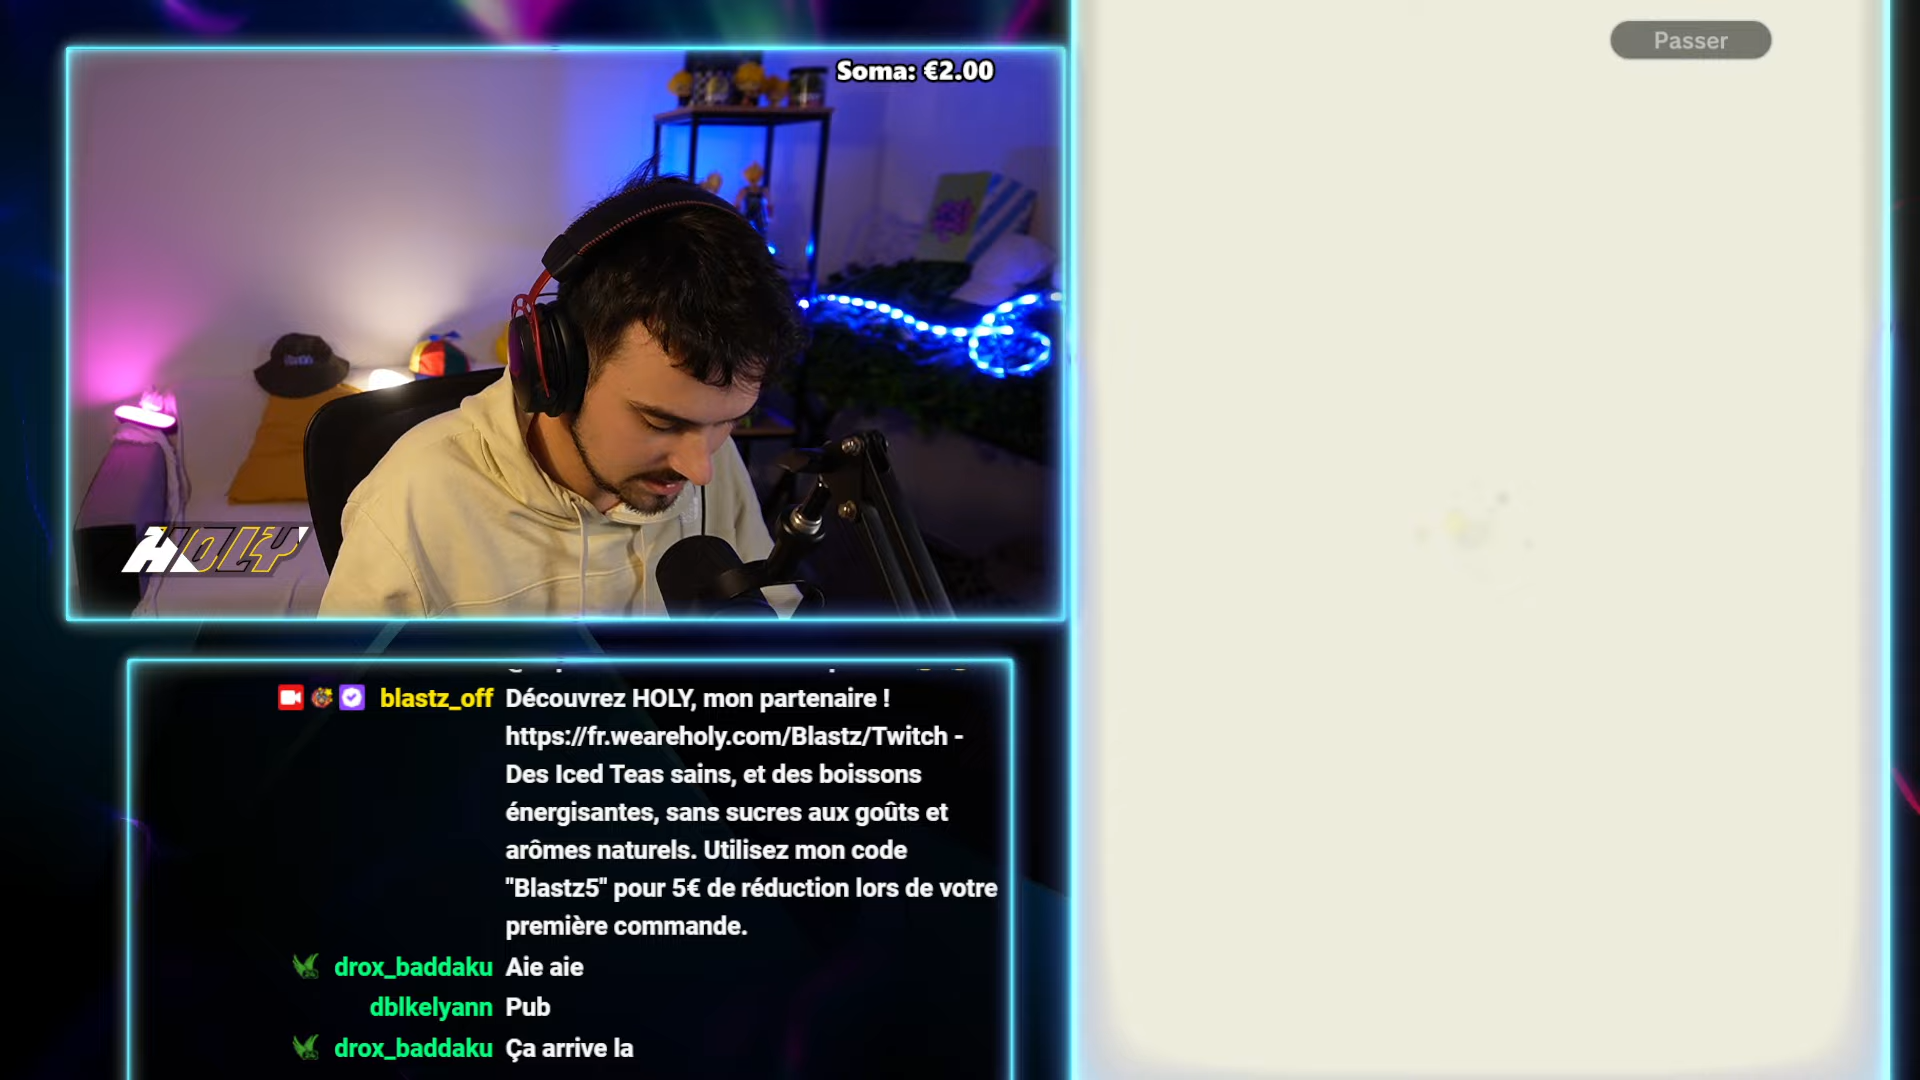 Soma: €2.00
Passer
HOLY
blastz_off Découvrez HOLY, mon partenaire !
https://fr.weareholy.com/Blastz/Twitch -
Des Iced Teas sains, et des boissons
énergisantes, sans sucres aux goûts et
arômes naturels. Utilisez mon code
"Blastz5" pour 5€ de réduction lors de votre
première commande.
drox_baddaku Aie aie
dblkelyann Pub
drox_baddaku Ça arrive la